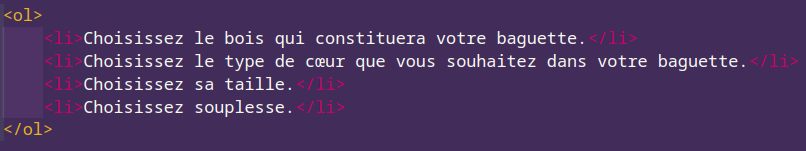 <ol>
<li>Choisissez le bois qui constituera votre baguette.</li>
<li>Choisissez le type de cœur que vous souhaitez dans votre baguette.</li>
<li>Choisissez sa taille.</li>
<li>Choisissez souplesse.</li>
</ol>